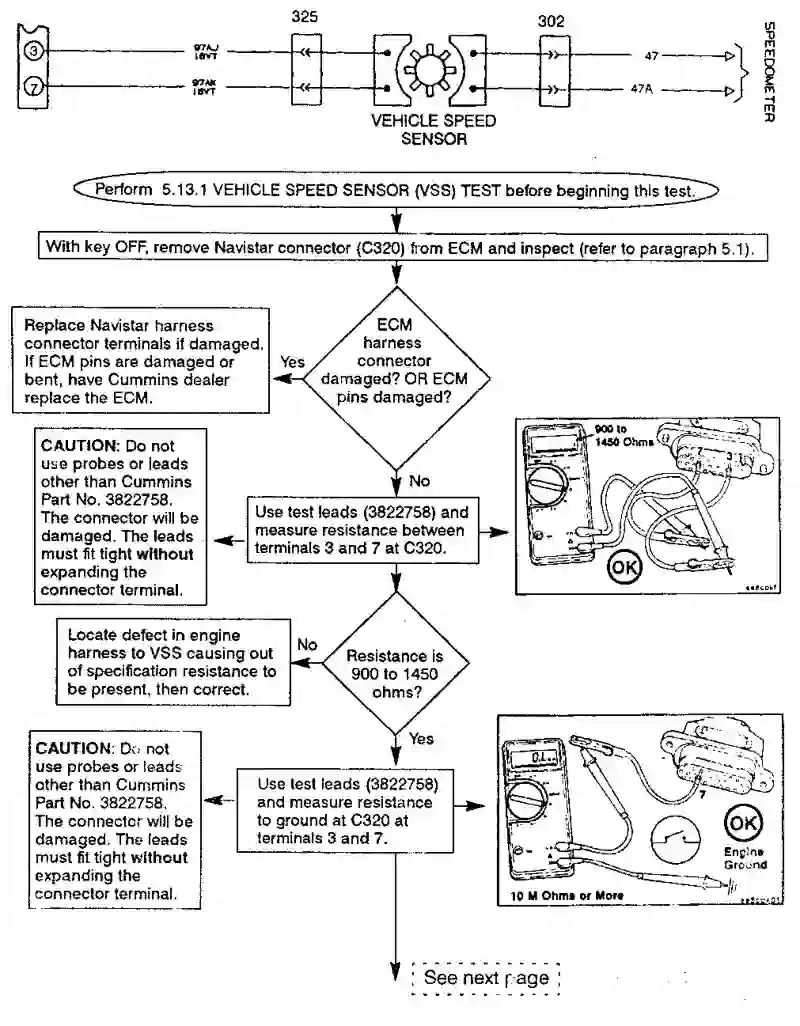 325
302
3
97AJ
18VT
47
7
97AK
18VT
47A
SPEEDOMETER
VEHICLE SPEED
SENSOR
Perform 5.13.1 VEHICLE SPEED SENSOR (VSS) TEST before beginning this test.
With key OFF, remove Navistar connector (C320) from ECM and inspect (refer to paragraph 5.1).
Replace Navistar harness
connector terminals if damaged.
If ECM pins are damaged or
bent, have Cummins dealer
replace the ECM.
Yes
ECM
harness
connector
damaged? OR ECM
pins damaged?
No
CAUTION: Do not
use probes or leads
other than Cummins
Part No. 3822758.
The connector will be
damaged. The leads
must fit tight without
expanding the
connector terminal.
Use test leads (3822758) and
measure resistance between
terminals 3 and 7 at C320.
900 to
1450 Ohms
7
3
OK
Locate defect in engine
harness to VSS causing out
of specification resistance to
be present, then correct.
No
Resistance is
900 to 1450
ohms?
Yes
CAUTION: Do not
use probes or leads
other than Cummins
Part No. 3822758.
The connector will be
damaged. The leads
must fit tight without
expanding the
connector terminal.
Use test leads (3822758)
and measure resistance
to ground at C320 at
terminals 3 and 7.
0.L.
7
OK
Engine
Ground
10 M Ohms or More
See next page